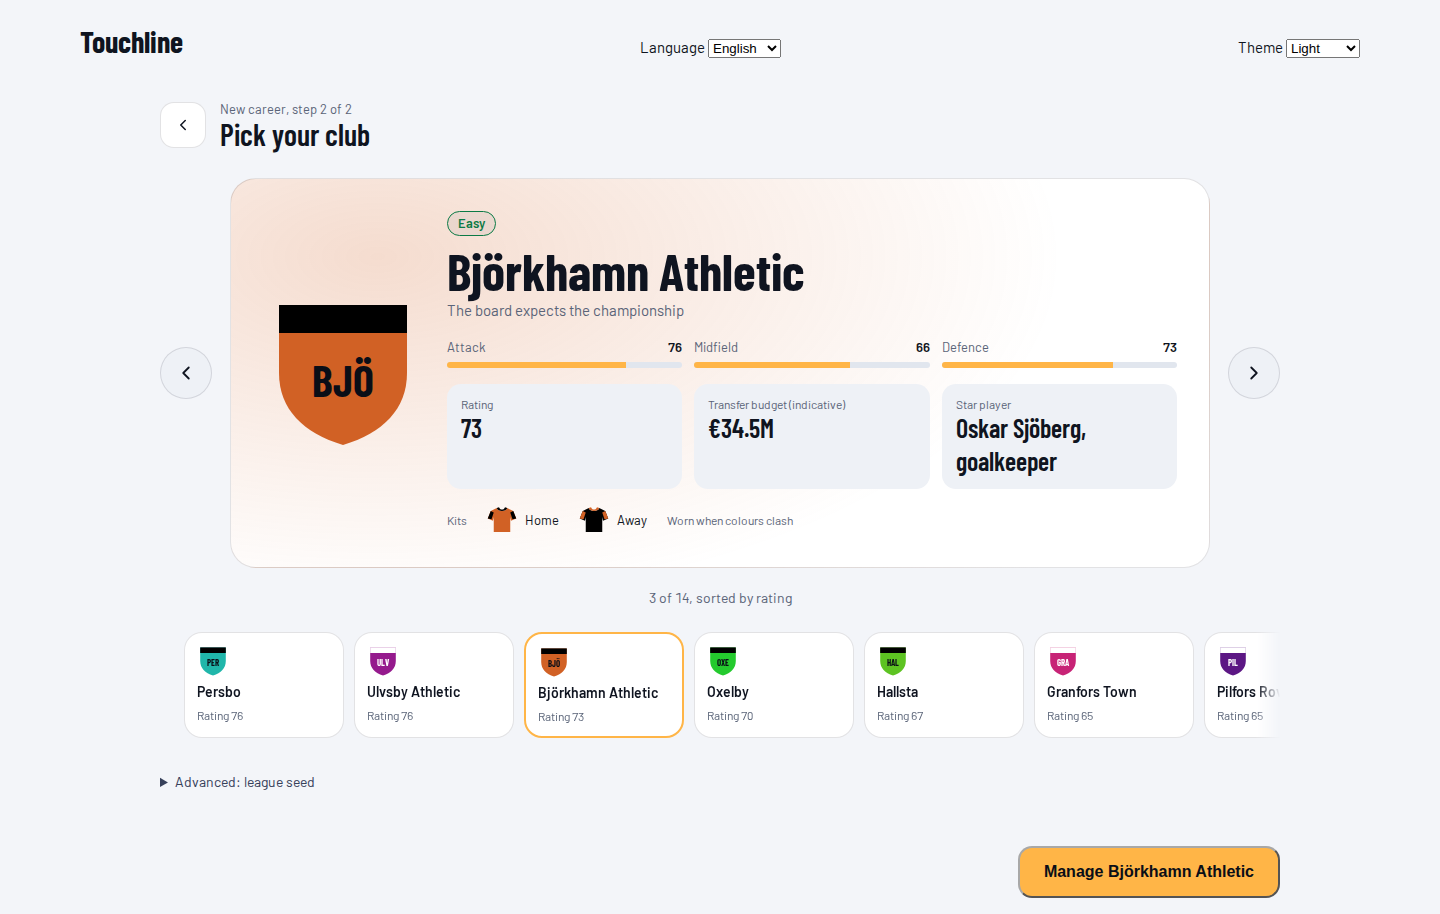 Touchline
Language English
Theme Light
New career, step 2 of 2
Pick your club
Easy
Björkhamn Athletic
The board expects the championship
BJÖ
Attack 76
Midfield 66
Defence 73
Rating
73
Transfer budget (indicative)
€34.5M
Star player
Oskar Sjöberg,
goalkeeper
Kits Home Away Worn when colours clash
3 of 14, sorted by rating
PER
Persbo
Rating 76
ULV
Ulvsby Athletic
Rating 76
BJÖ
Björkhamn Athletic
Rating 73
OXE
Oxelby
Rating 70
HAL
Hallsta
Rating 67
GRA
Granfors Town
Rating 65
PIL
Pilfors
Rating 65
Advanced: league seed
Manage Björkhamn Athletic